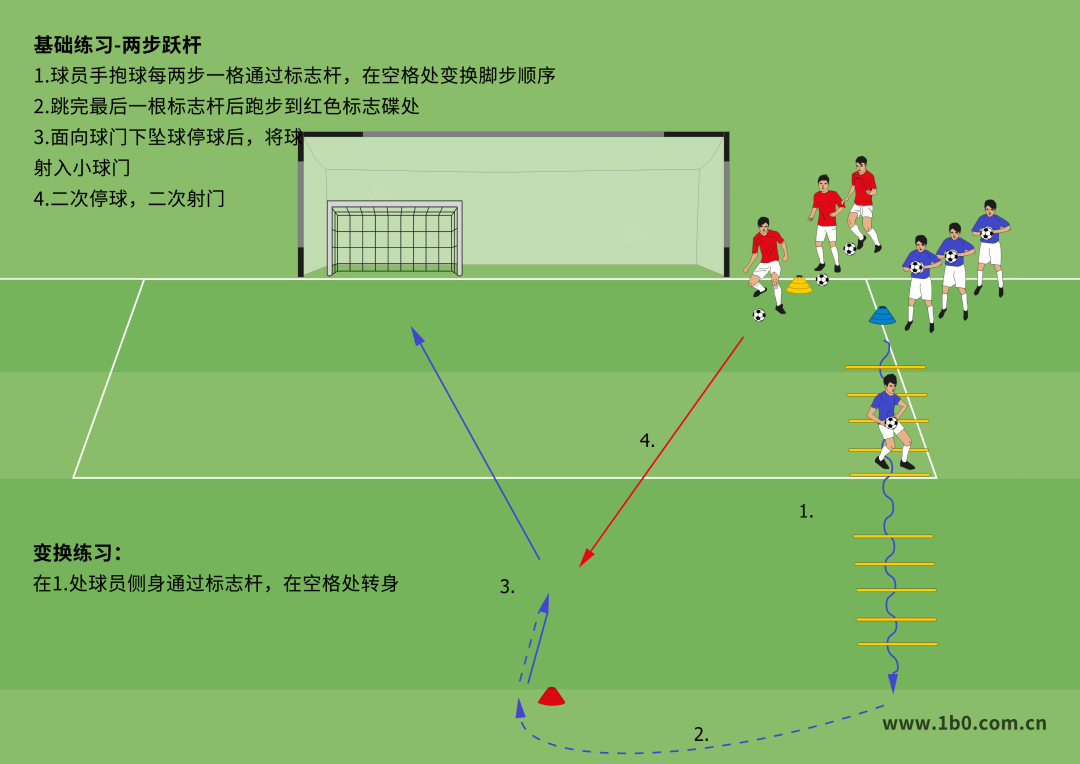 基础练习-两步跃杆
1.球员手抱球每两步一格通过标志杆，在空格处变换脚步顺序
2.跳完最后一根标志杆后跑步到红色标志碟处
3.面向球门下坠球停球后，将球
射入小球门
4.二次停球，二次射门
4.
1.
变换练习：
在1.处球员侧身通过标志杆，在空格处转身
3.
2.
www.1b0.com.cn